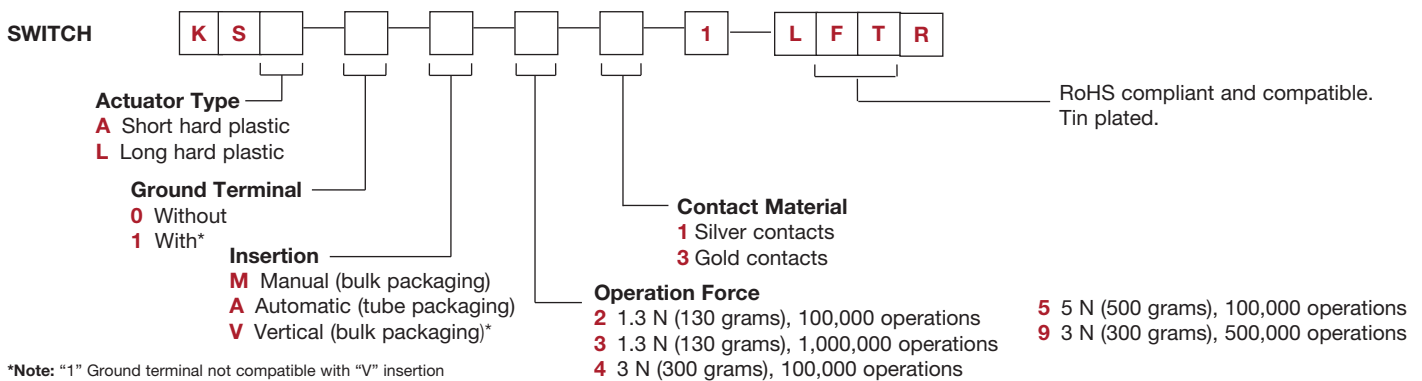 SWITCH K S 1 L F T R
Actuator Type
A Short hard plastic
L Long hard plastic
Ground Terminal
0 Without
1 With*
Insertion
M Manual (bulk packaging)
A Automatic (tube packaging)
V Vertical (bulk packaging)*
*Note: “1” Ground terminal not compatible with “V” insertion
Operation Force
2 1.3 N (130 grams), 100,000 operations
3 1.3 N (130 grams), 1,000,000 operations
4 3 N (300 grams), 100,000 operations
5 5 N (500 grams), 100,000 operations
9 3 N (300 grams), 500,000 operations
Contact Material
1 Silver contacts
3 Gold contacts
RoHS compliant and compatible.
Tin plated.